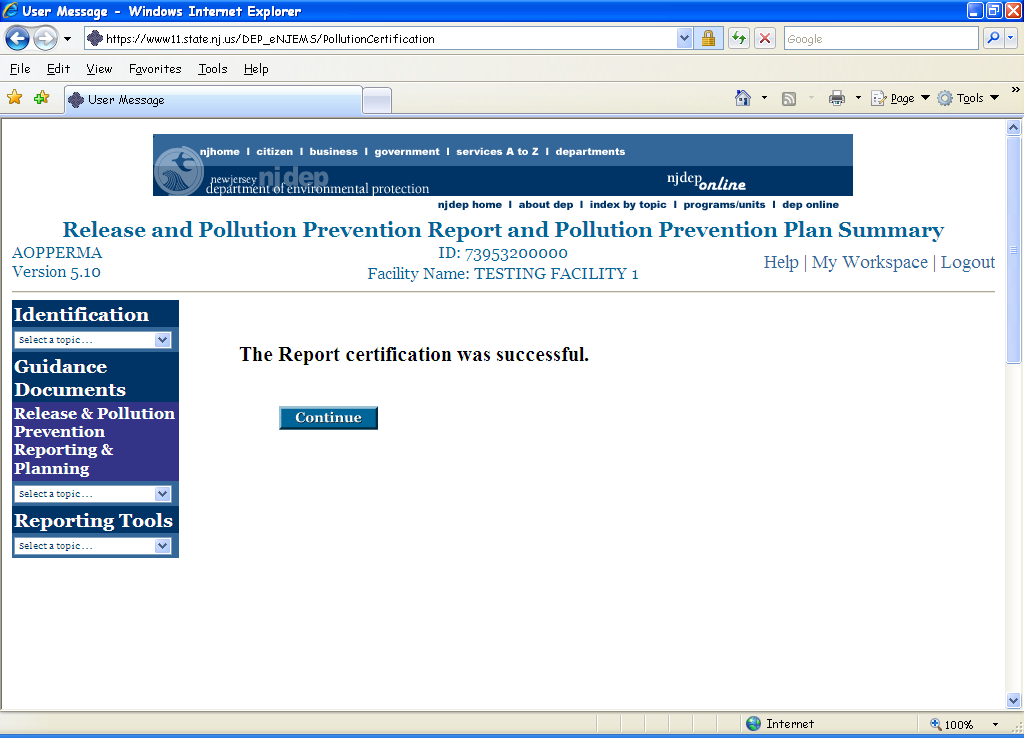 User Message - Windows Internet Explorer
https://www11.state.nj.us/DEP_eNJEMS/PollutionCertification
Google
File Edit View Favorites Tools Help
User Message
Page Tools
njhome | citizen | business | government | services A to Z | departments
newjersey njdep
department of environmental protection
njdep online
njdep home | about dep | index by topic | programs/units | dep online
Release and Pollution Prevention Report and Pollution Prevention Plan Summary
AOPPERMA
Version 5.10
ID: 73953200000
Facility Name: TESTING FACILITY 1
Help | My Workspace | Logout
Identification
Select a topic...
Guidance
Documents
Release & Pollution
Prevention
Reporting &
Planning
Select a topic...
Reporting Tools
Select a topic...
The Report certification was successful.
Continue
Internet
100%